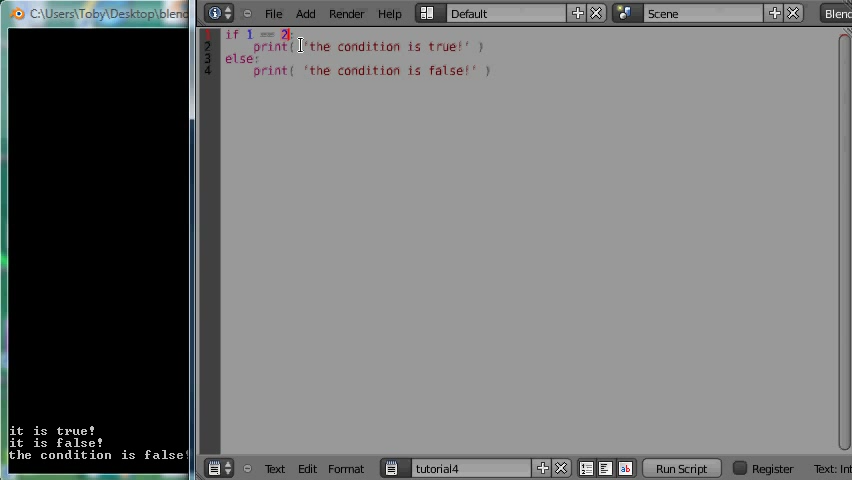 C:\Users\Toby\Desktop\blend
File Add Render Help Default Scene Blend
1 if 1 == 2:
2 print( 'the condition is true!' )
3 else:
4 print( 'the condition is false!' )
it is true!
it is false!
the condition is false!
Text Edit Format tutorial4 Run Script Register Text: Int